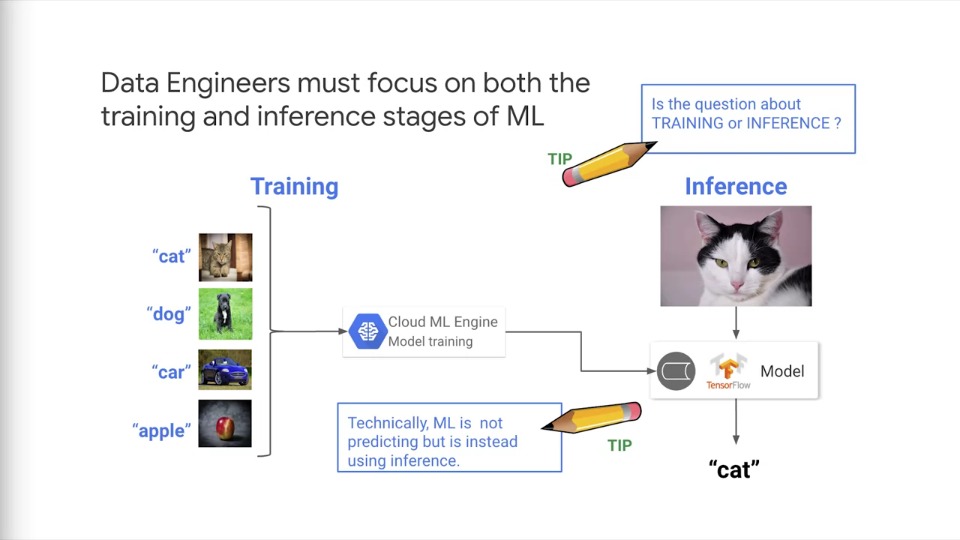 Data Engineers must focus on both the
training and inference stages of ML
Is the question about
TRAINING or INFERENCE ?
TIP
Training
Inference
“cat”
“dog”
“car”
“apple”
Cloud ML Engine
Model training
TensorFlow
Model
Technically, ML is not
predicting but is instead
using inference.
TIP
“cat”